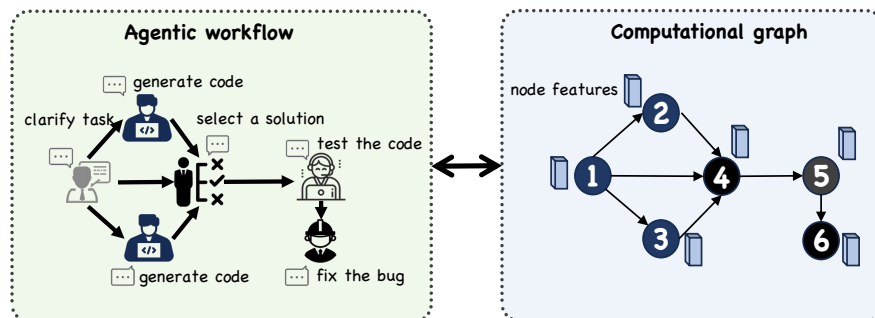 Agentic workflow
generate code
clarify task
select a solution
test the code
generate code
fix the bug
Computational graph
node features
1
2
3
4
5
6